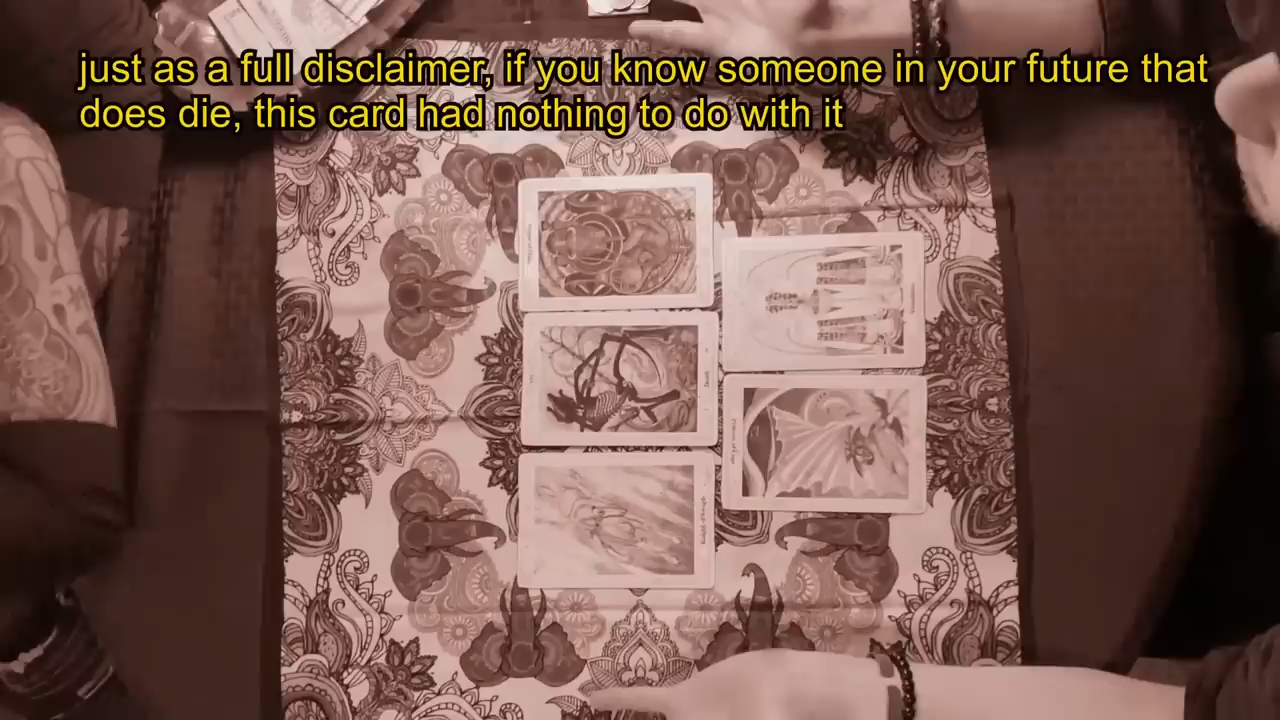 just as a full disclaimer, if you know someone in your future that
does die, this card had nothing to do with it